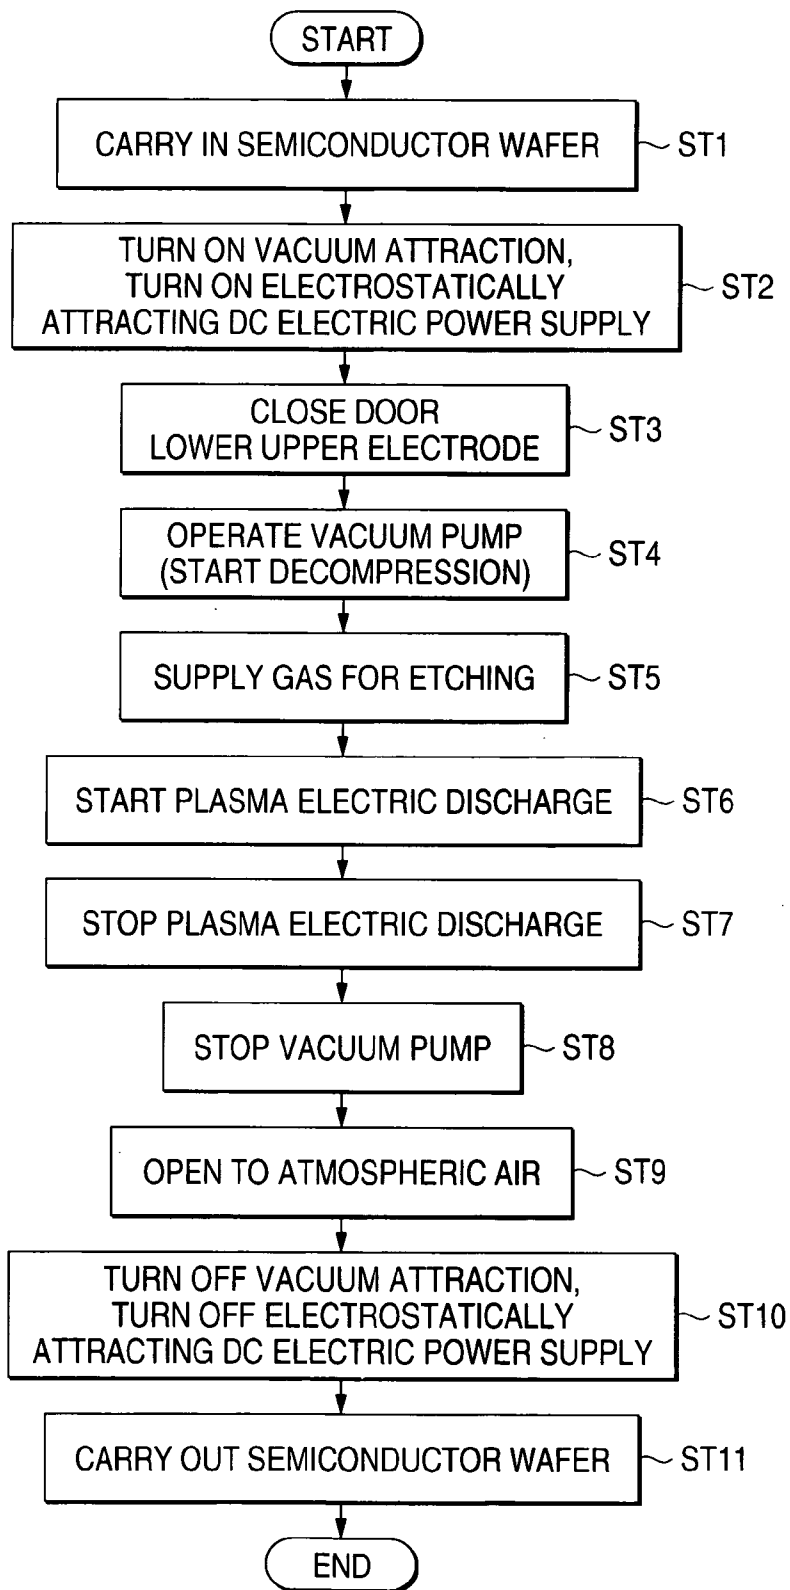 START
CARRY IN SEMICONDUCTOR WAFER
ST1
TURN ON VACUUM ATTRACTION,
TURN ON ELECTROSTATICALLY
ATTRACTING DC ELECTRIC POWER SUPPLY
ST2
CLOSE DOOR
LOWER UPPER ELECTRODE
ST3
OPERATE VACUUM PUMP
(START DECOMPRESSION)
ST4
SUPPLY GAS FOR ETCHING
ST5
START PLASMA ELECTRIC DISCHARGE
ST6
STOP PLASMA ELECTRIC DISCHARGE
ST7
STOP VACUUM PUMP
ST8
OPEN TO ATMOSPHERIC AIR
ST9
TURN OFF VACUUM ATTRACTION,
TURN OFF ELECTROSTATICALLY
ATTRACTING DC ELECTRIC POWER SUPPLY
ST10
CARRY OUT SEMICONDUCTOR WAFER
ST11
END